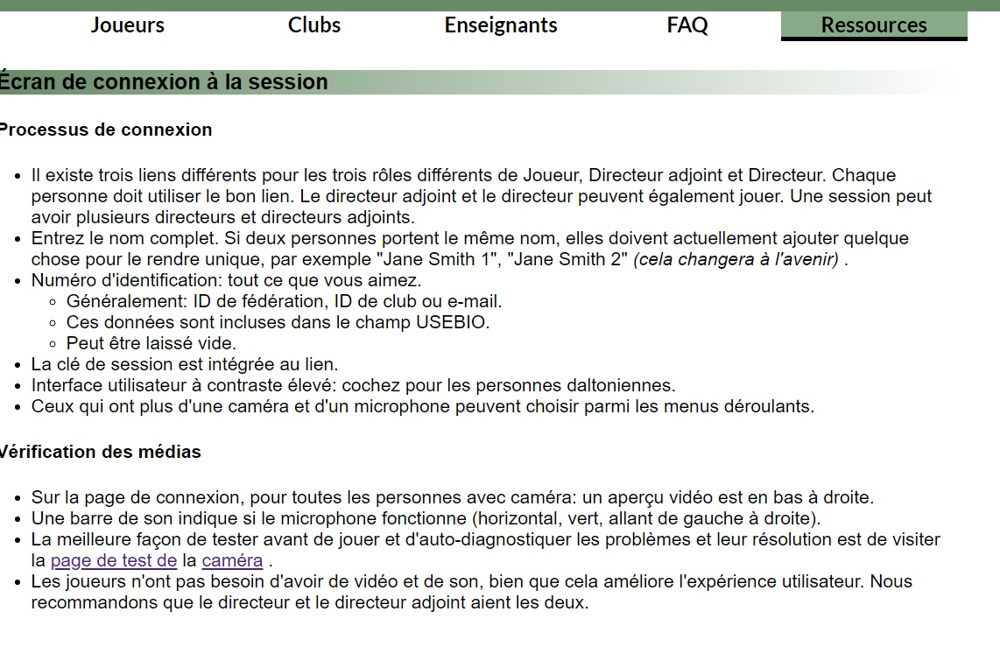 Joueurs Clubs Enseignants FAQ Ressources
Écran de connexion à la session
Processus de connexion
Il existe trois liens différents pour les trois rôles différents de Joueur, Directeur adjoint et Directeur. Chaque
personne doit utiliser le bon lien. Le directeur adjoint et le directeur peuvent également jouer. Une session peut
avoir plusieurs directeurs et directeurs adjoints.
Entrez le nom complet. Si deux personnes portent le même nom, elles doivent actuellement ajouter quelque
chose pour le rendre unique, par exemple "Jane Smith 1", "Jane Smith 2" (cela changera à l'avenir) .
Numéro d'identification: tout ce que vous aimez.
Généralement: ID de fédération, ID de club ou e-mail.
Ces données sont incluses dans le champ USEBIO.
Peut être laissé vide.
La clé de session est intégrée au lien.
Interface utilisateur à contraste élevé: cochez pour les personnes daltoniennes.
Ceux qui ont plus d'une caméra et d'un microphone peuvent choisir parmi les menus déroulants.
Vérification des médias
Sur la page de connexion, pour toutes les personnes avec caméra: un aperçu vidéo est en bas à droite.
Une barre de son indique si le microphone fonctionne (horizontal, vert, allant de gauche à droite).
La meilleure façon de tester avant de jouer et d'auto-diagnostiquer les problèmes et leur résolution est de visiter
la page de test de la caméra .
Les joueurs n'ont pas besoin d'avoir de vidéo et de son, bien que cela améliore l'expérience utilisateur. Nous
recommandons que le directeur et le directeur adjoint aient les deux.